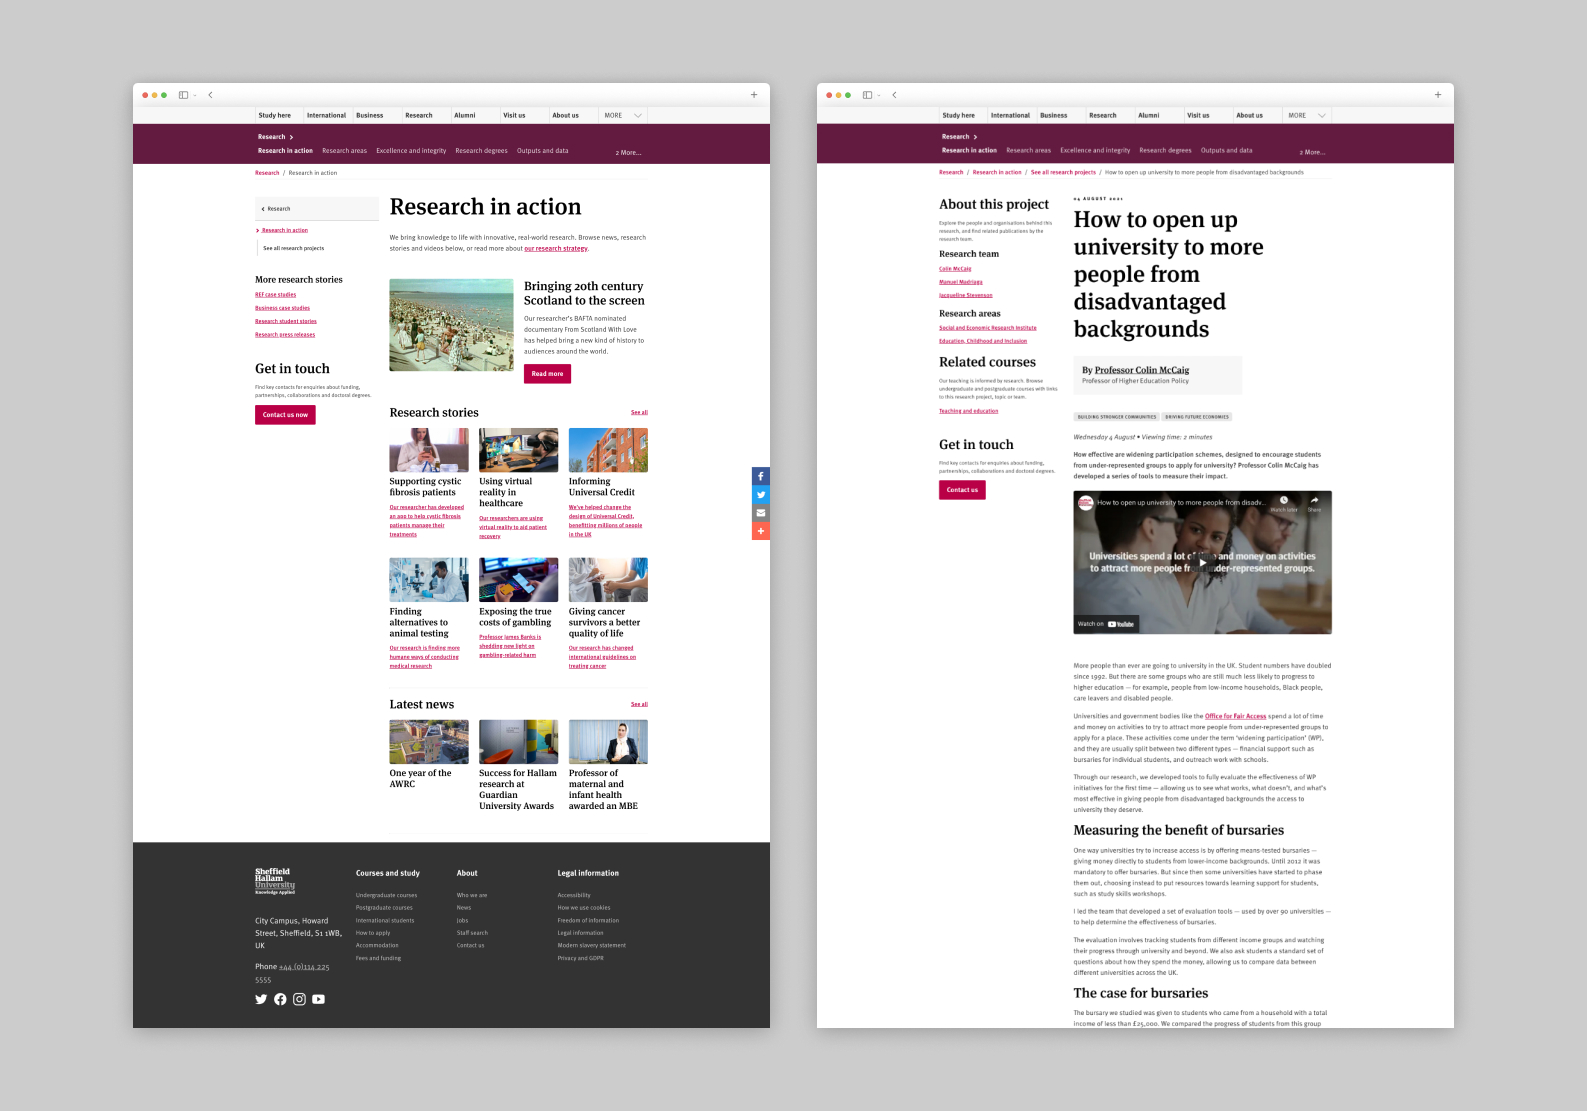 Study here International Business Research Alumni Visit us About us MORE
Research
Research in action Research areas Excellence and integrity Research degrees Outputs and data 2 More...
Research / Research in action
Research
Research in action
See all research projects
More research stories
REF case studies
Business case studies
Research student stories
Research press releases
Get in touch
Find key contacts for enquiries about funding,
partnerships, collaborations and doctoral degrees.
Contact us now
Research in action
We bring knowledge to life with innovative, real-world research. Browse news, research
stories and videos below, or read more about our research strategy.
Bringing 20th century
Scotland to the screen
Our researcher's BAFTA nominated
documentary From Scotland With Love
has helped bring a new kind of history to
audiences around the world.
Read more
Research stories See all
Supporting cystic
fibrosis patients
Our researcher has developed
an app to help cystic fibrosis
patients manage their
treatments
Using virtual
reality in
healthcare
Our researchers are using
virtual reality to aid patient
recovery
Informing
Universal Credit
We've helped change the
design of Universal Credit,
benefitting millions of people
in the UK
Finding
alternatives to
animal testing
Our research is finding more
humane ways of conducting
medical research
Exposing the true
costs of gambling
Professor James Banks is
shedding new light on
gambling-related harm
Giving cancer
survivors a better
quality of life
Our research has changed
international guidelines on
treating cancer
Latest news See all
One year of the
AWRC
Success for Hallam
research at
Guardian
University Awards
Professor of
maternal and
infant health
awarded an MBE
Sheffield
Hallam
University
Knowledge Applied
City Campus, Howard
Street, Sheffield, S1 1WB,
UK
Phone +44 (0)114 225
5555
Courses and study
Undergraduate courses
Postgraduate courses
International students
How to apply
Accommodation
Fees and funding
About
Who we are
News
Jobs
Staff search
Contact us
Legal information
Accessibility
How we use cookies
Freedom of information
Legal information
Modern slavery statement
Privacy and GDPR
Study here International Business Research Alumni Visit us About us MORE
Research
Research in action Research areas Excellence and integrity Research degrees Outputs and data 2 More...
Research / Research in action / See all research projects / How to open up university to more people from disadvantaged backgrounds
About this project
Explore the people and organisations behind this
research, and find related publications by the
research team.
Research team
Colin McCaig
Manuel Madriaga
Jacqueline Stevenson
Research areas
Social and Economic Research Institute
Education, Childhood and Inclusion
Related courses
Our teaching is informed by research. Browse
undergraduate and postgraduate courses with links
to this research project, topic or team.
Teaching and education
Get in touch
Find key contacts for enquiries about funding,
partnerships, collaborations and doctoral degrees.
Contact us
04 AUGUST 2021
How to open up
university to more
people from
disadvantaged
backgrounds
By Professor Colin McCaig
Professor of Higher Education Policy
BUILDING STRONGER COMMUNITIES DRIVING FUTURE ECONOMIES
Wednesday 4 August • Viewing time: 2 minutes
How effective are widening participation schemes, designed to encourage students
from under-represented groups to apply for university? Professor Colin McCaig has
developed a series of tools to measure their impact.
How to open up university to more people from disadv...
Watch later Share
Universities spend a lot of time and money on activities
to attract more people from under-represented groups.
Watch on YouTube
More people than ever are going to university in the UK. Student numbers have doubled
since 1992. But there are some groups who are still much less likely to progress to
higher education — for example, people from low-income households, Black people,
care leavers and disabled people.
Universities and government bodies like the Office for Fair Access spend a lot of time
and money on activities to try to attract more people from under-represented groups to
apply for a place. These activities come under the term 'widening participation' (WP),
and they are usually split between two different types — financial support such as
bursaries for individual students, and outreach work with schools.
Through our research, we developed tools to fully evaluate the effectiveness of WP
initiatives for the first time — allowing us to see what works, what doesn't, and what's
most effective in giving people from disadvantaged backgrounds the access to
university they deserve.
Measuring the benefit of bursaries
One way universities try to increase access is by offering means-tested bursaries —
giving money directly to students from lower-income backgrounds. Until 2012 it was
mandatory to offer bursaries. But since then some universities have started to phase
them out, choosing instead to put resources towards learning support for students,
such as study skills workshops.
I led the team that developed a set of evaluation tools — used by over 90 universities —
to help determine the effectiveness of bursaries.
The evaluation involves tracking students from different income groups and watching
their progress through university and beyond. We also ask students a standard set of
questions about how they spend the money, allowing us to compare data between
different universities across the UK.
The case for bursaries
The bursary we studied was given to students who came from a household with a total
income of less than £25,000. We compared the progress of students from this group